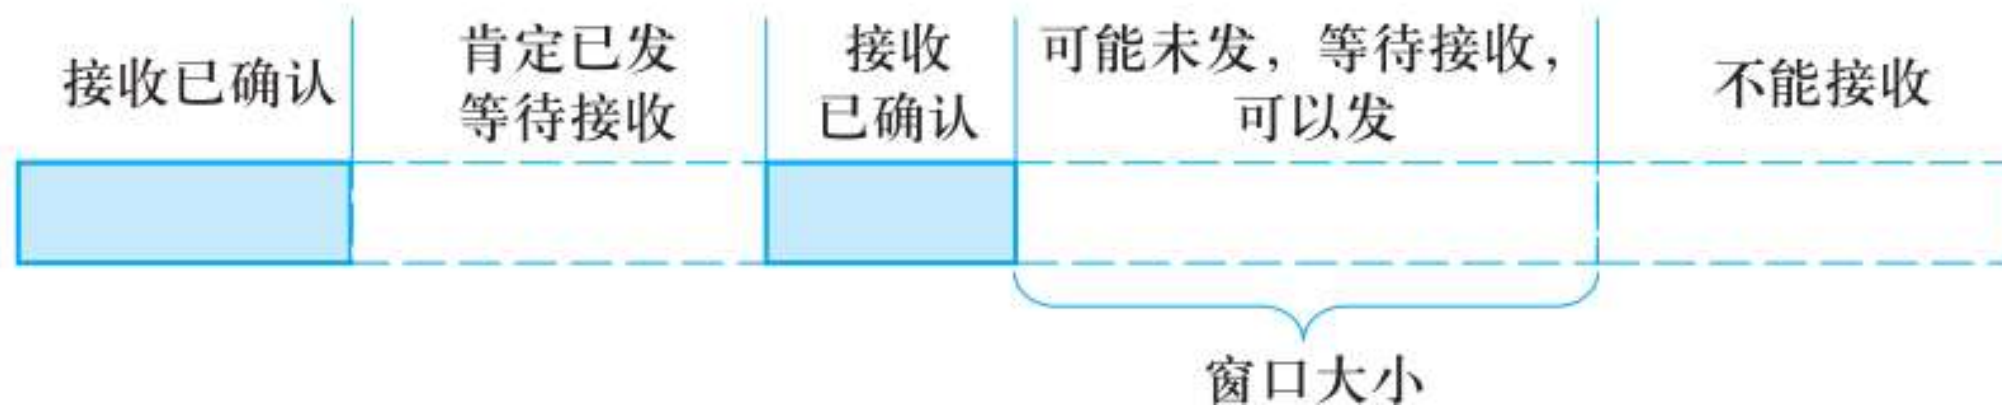 接收已确认
肯定已发
等待接收
接收
已确认
可能未发，等待接收，
可以发
不能接收
窗口大小